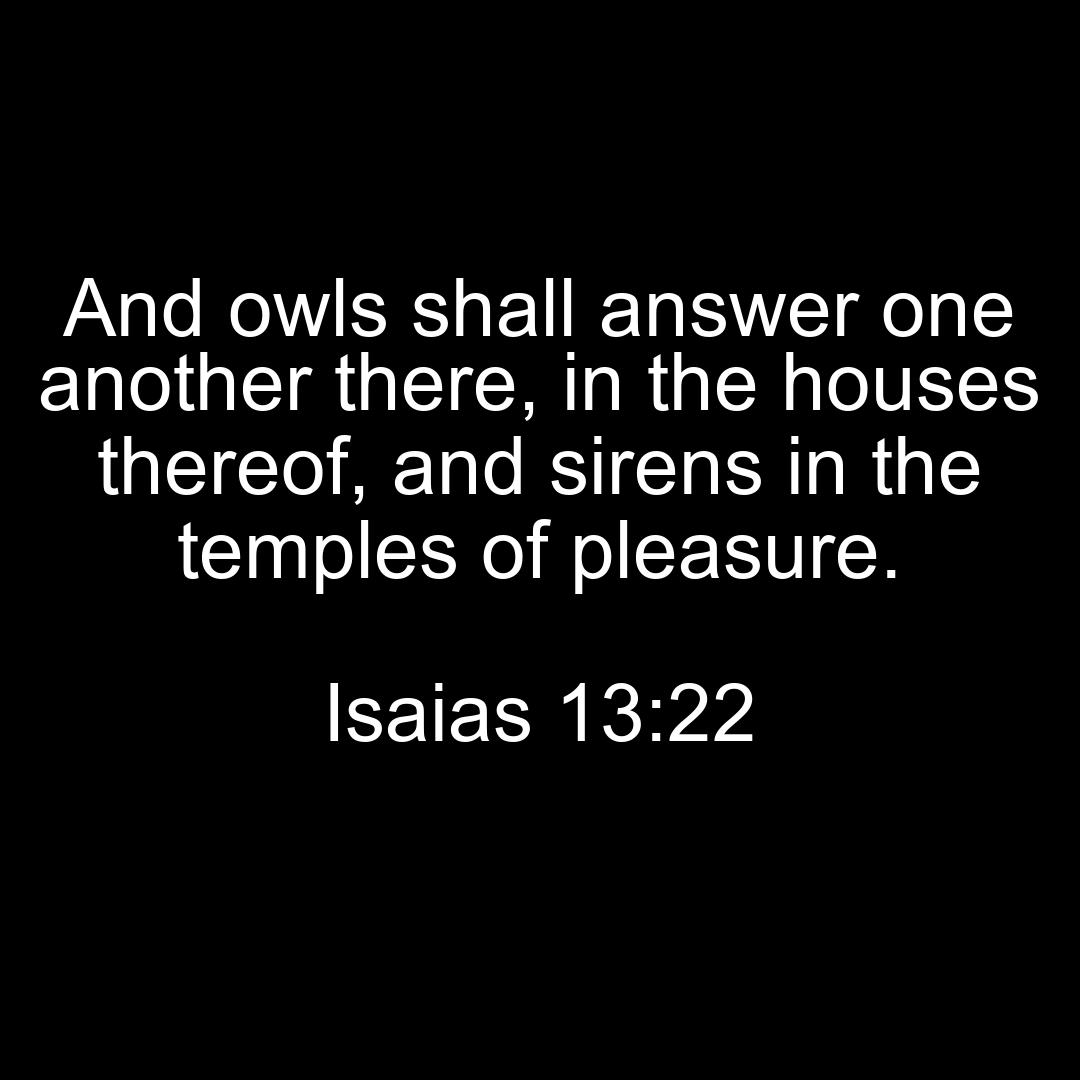 And owls shall answer one
another there, in the houses
thereof, and sirens in the
temples of pleasure.
Isaias 13:22